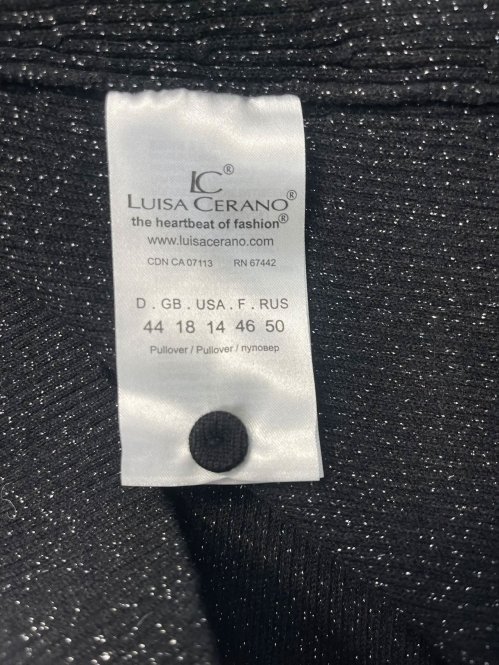 LC®
LUISA CERANO®
the heartbeat of fashion®
www.luisacerano.com
CDN CA 07113 RN 67442
D . GB . USA . F . RUS
44 18 14 46 50
Pullover / Pullover / пуловер